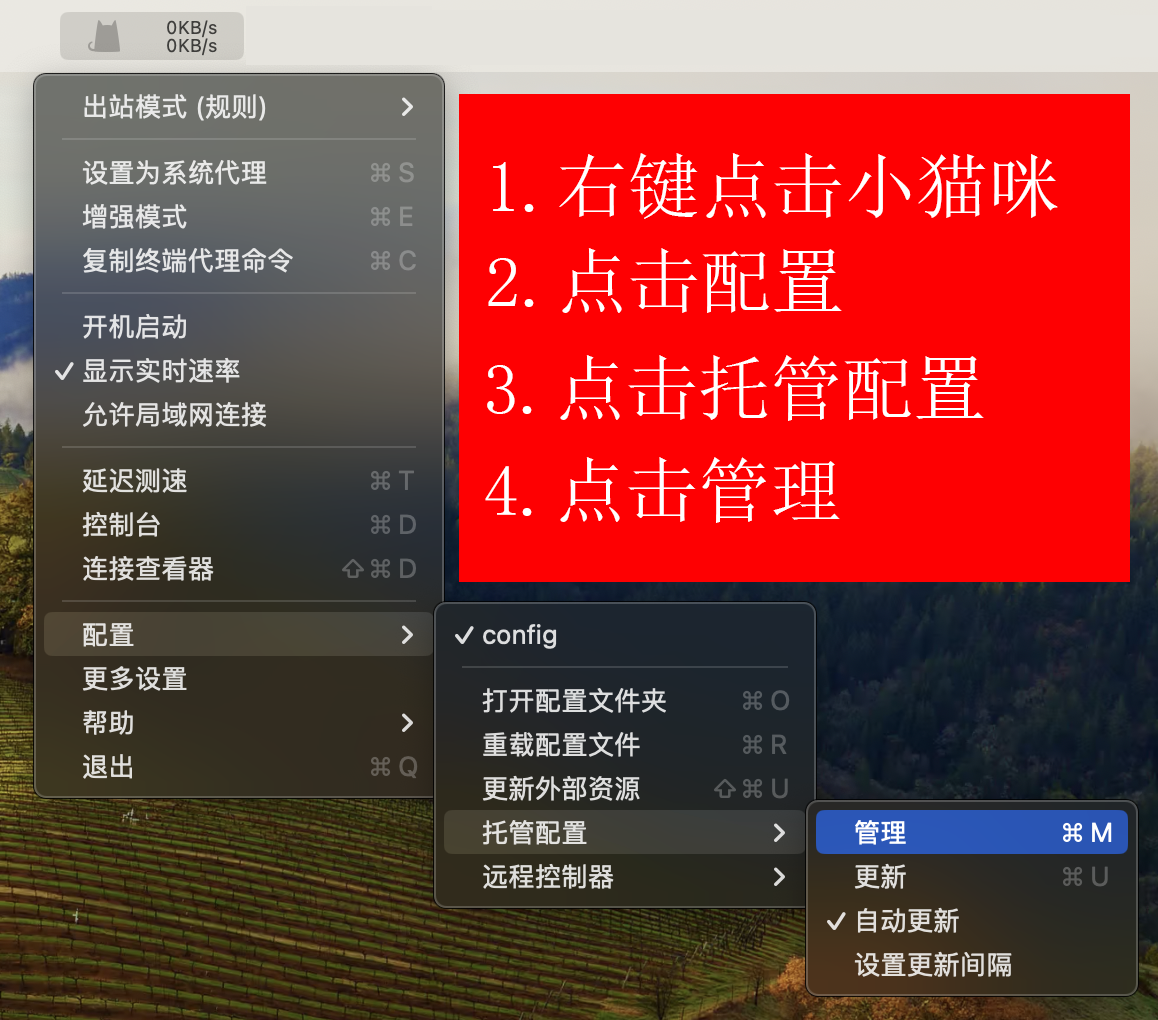 0KB/s
0KB/s
出站模式 (规则)
设置为系统代理 ⌘ S
增强模式 ⌘ E
复制终端代理命令 ⌘ C
开机启动
✓ 显示实时速率
允许局域网连接
延迟测速 ⌘ T
控制台 ⌘ D
连接查看器 ⇧ ⌘ D
配置
更多设置
帮助
退出 ⌘ Q
1. 右键点击小猫咪
2. 点击配置
3. 点击托管配置
4. 点击管理
✓ config
打开配置文件夹 ⌘ O
重载配置文件 ⌘ R
更新外部资源 ⇧ ⌘ U
托管配置
远程控制器
管理 ⌘ M
更新 ⌘ U
✓ 自动更新
设置更新间隔